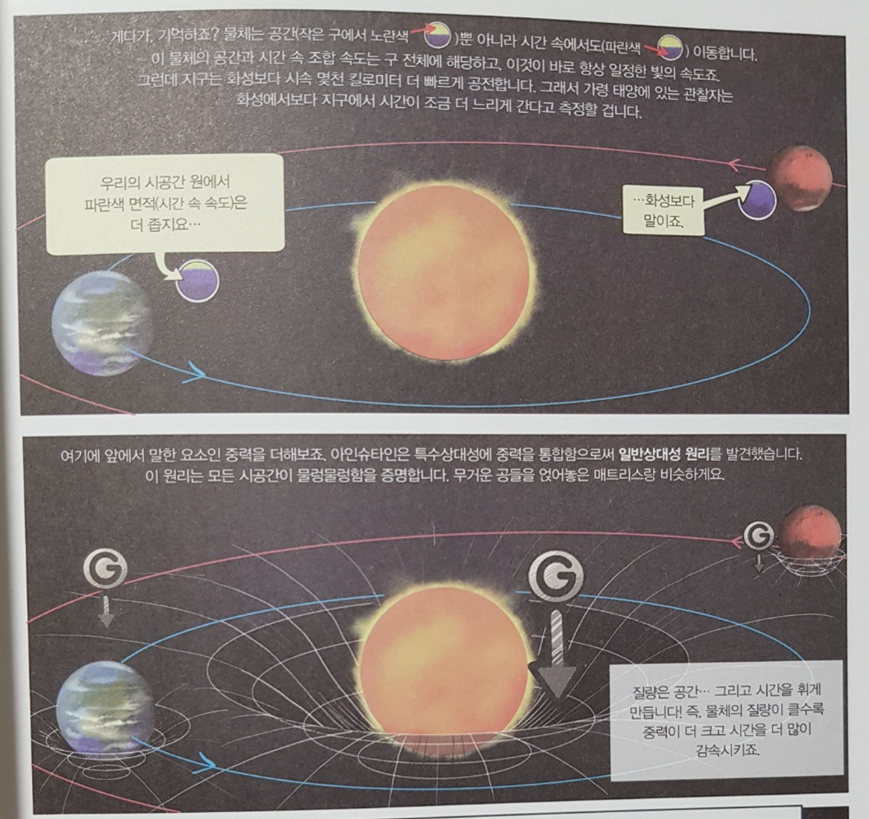 게다가, 기억하죠? 물체는 공간(작은 구에서 노란색 )뿐 아니라 시간 속에서도(파란색 ) 이동합니다.
이 물체의 공간과 시간 속 조합 속도는 구 전체에 해당하고, 이것이 바로 항상 일정한 빛의 속도죠.
그런데 지구는 화성보다 시속 몇천 킬로미터 더 빠르게 공전합니다. 그래서 가령 태양에 있는 관찰자는
화성에서보다 지구에서 시간이 조금 더 느리게 간다고 측정할 겁니다.
우리의 시공간 원에서
파란색 면적(시간 속 속도)은
더 좁지요…
…화성보다
말이죠.
여기에 앞에서 말한 요소인 중력을 더해보죠. 아인슈타인은 특수상대성에 중력을 통합함으로써 일반상대성 원리를 발견했습니다.
이 원리는 모든 시공간이 물렁물렁함을 증명합니다. 무거운 공들을 얹어놓은 매트리스랑 비슷하게요.
G
G
G
질량은 공간… 그리고 시간을 휘게
만듭니다! 즉, 물체의 질량이 클수록
중력이 더 크고 시간을 더 많이
감속시키죠.